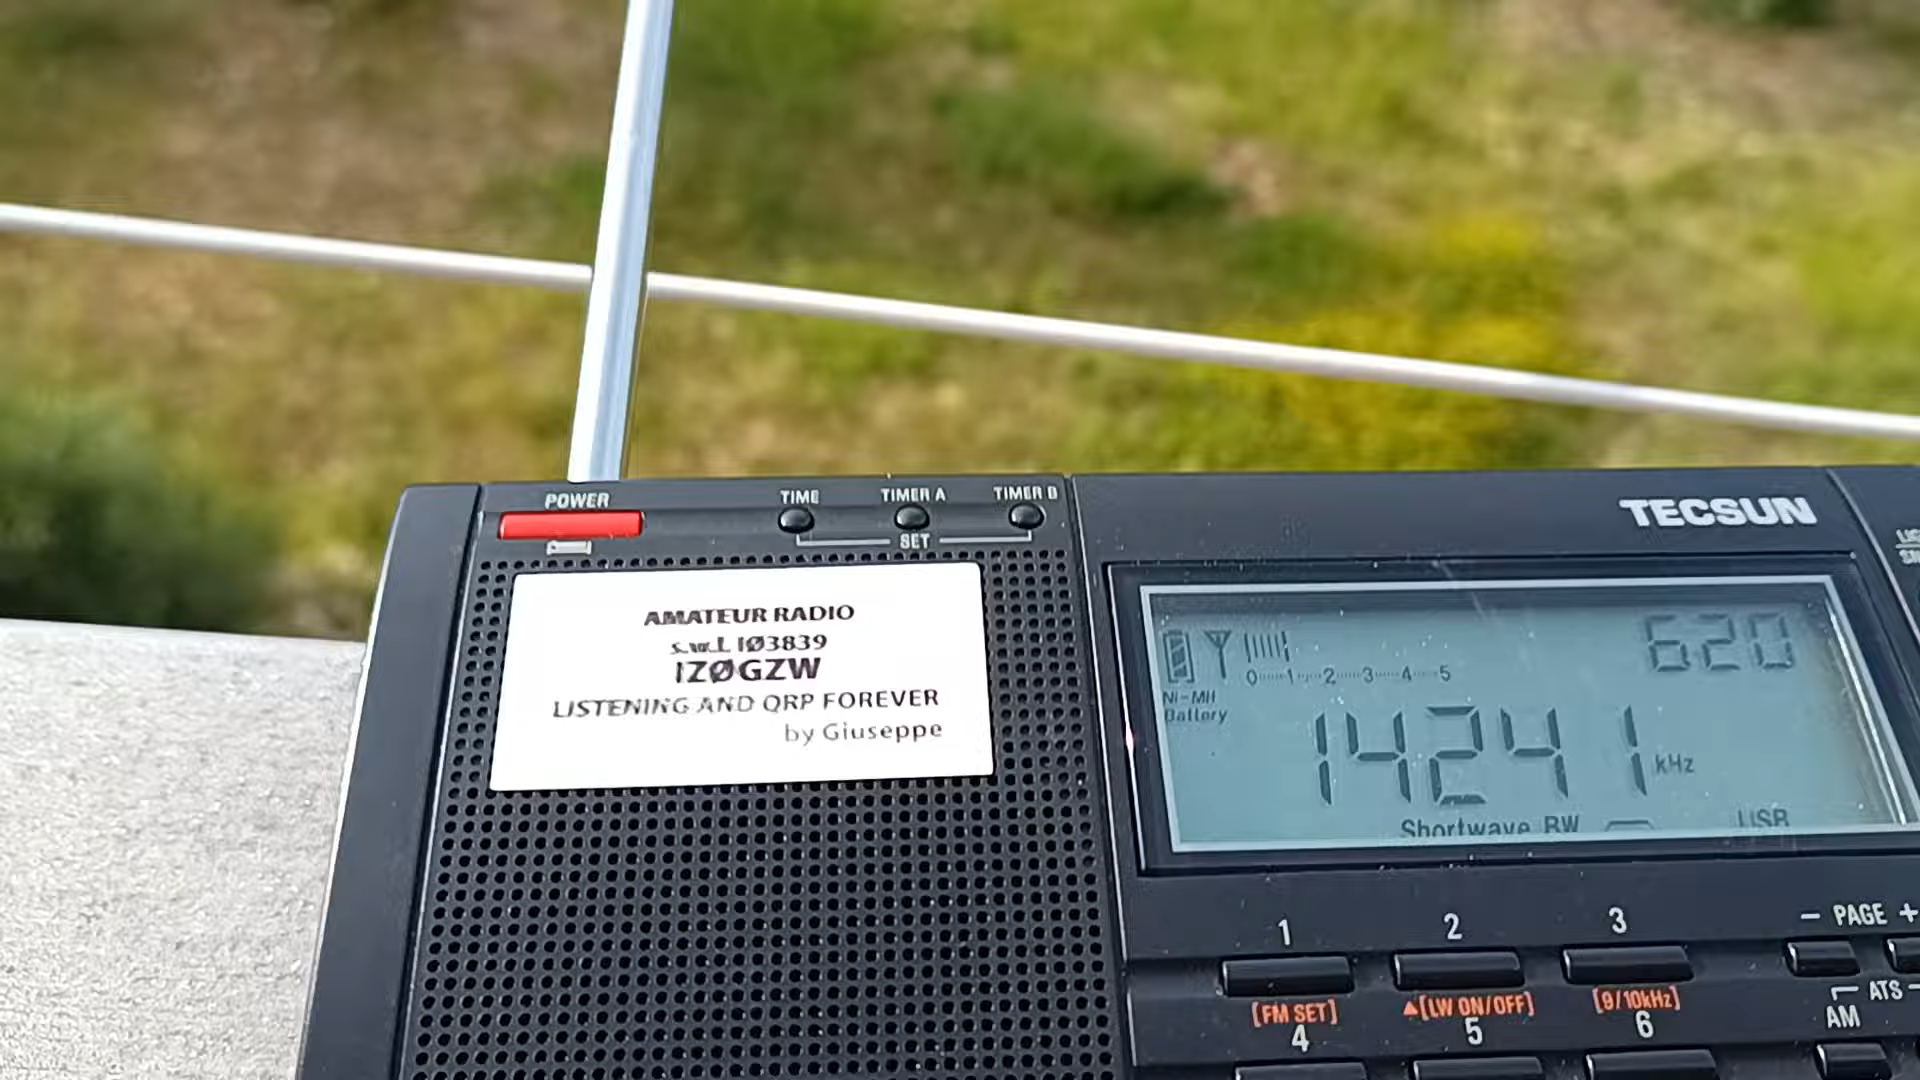 POWER
TIME
TIMER A
TIMER B
SET
TECSUN
AMATEUR RADIO
s.w.l IØ3839
IZØGZW
LISTENING AND QRP FOREVER
by Giuseppe
620
0 1 2 3 4 5
Ni-MH
Battery
14241 kHz
Shortwave BW
USB
1 2 3
- PAGE +
[FM SET] [LW ON/OFF] [9/10kHz]
ATS
4 5 6
AM